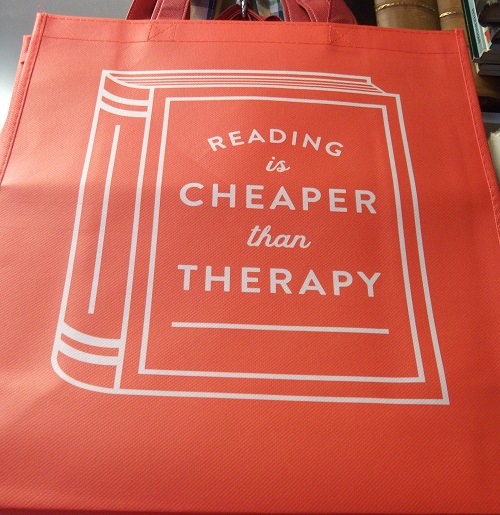 READING
is
CHEAPER
than
THERAPY